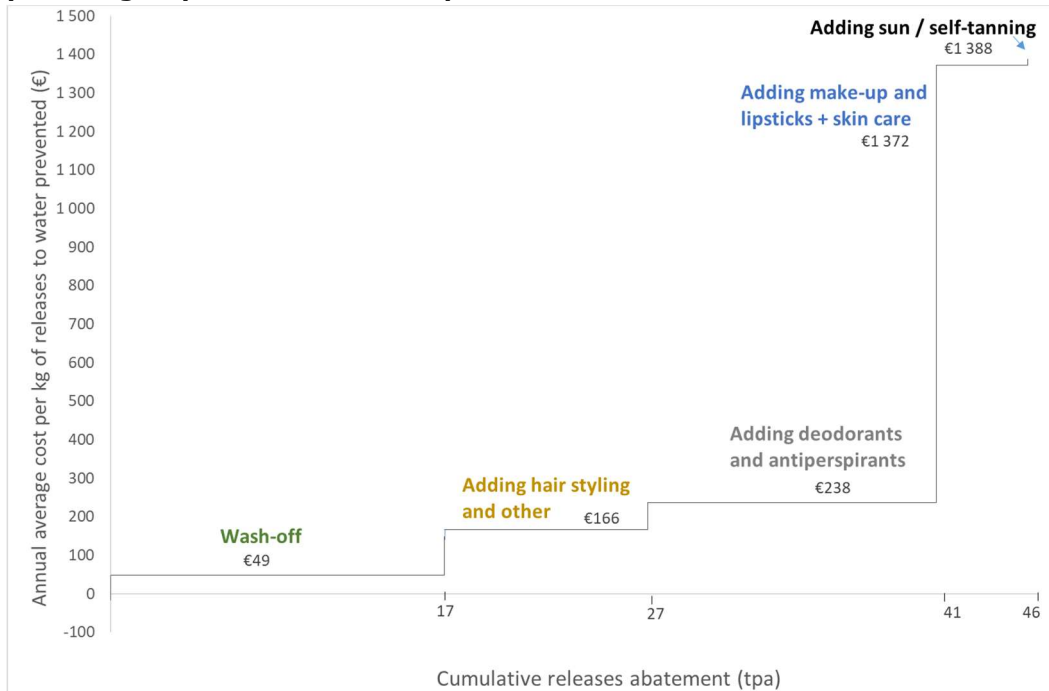 1 500
1 400
1 300
1 200
1 100
1 000
900
800
700
600
500
400
300
200
100
0
-100
Annual average cost per kg of releases to water prevented (€)
Adding sun / self-tanning
€1 388
Adding make-up and
lipsticks + skin care
€1 372
Adding deodorants
and antiperspirants
€238
Adding hair styling
and other
€166
Wash-off
€49
17
27
41
46
Cumulative releases abatement (tpa)